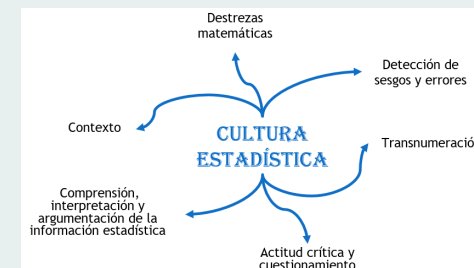 Destrezas
matemáticas
Detección de
sesgos y errores
Contexto
CULTURA
ESTADÍSTICA
Transnumeració
Comprensión,
interpretación y
argumentación de la
información estadística
Actitud crítica y
cuestionamiento